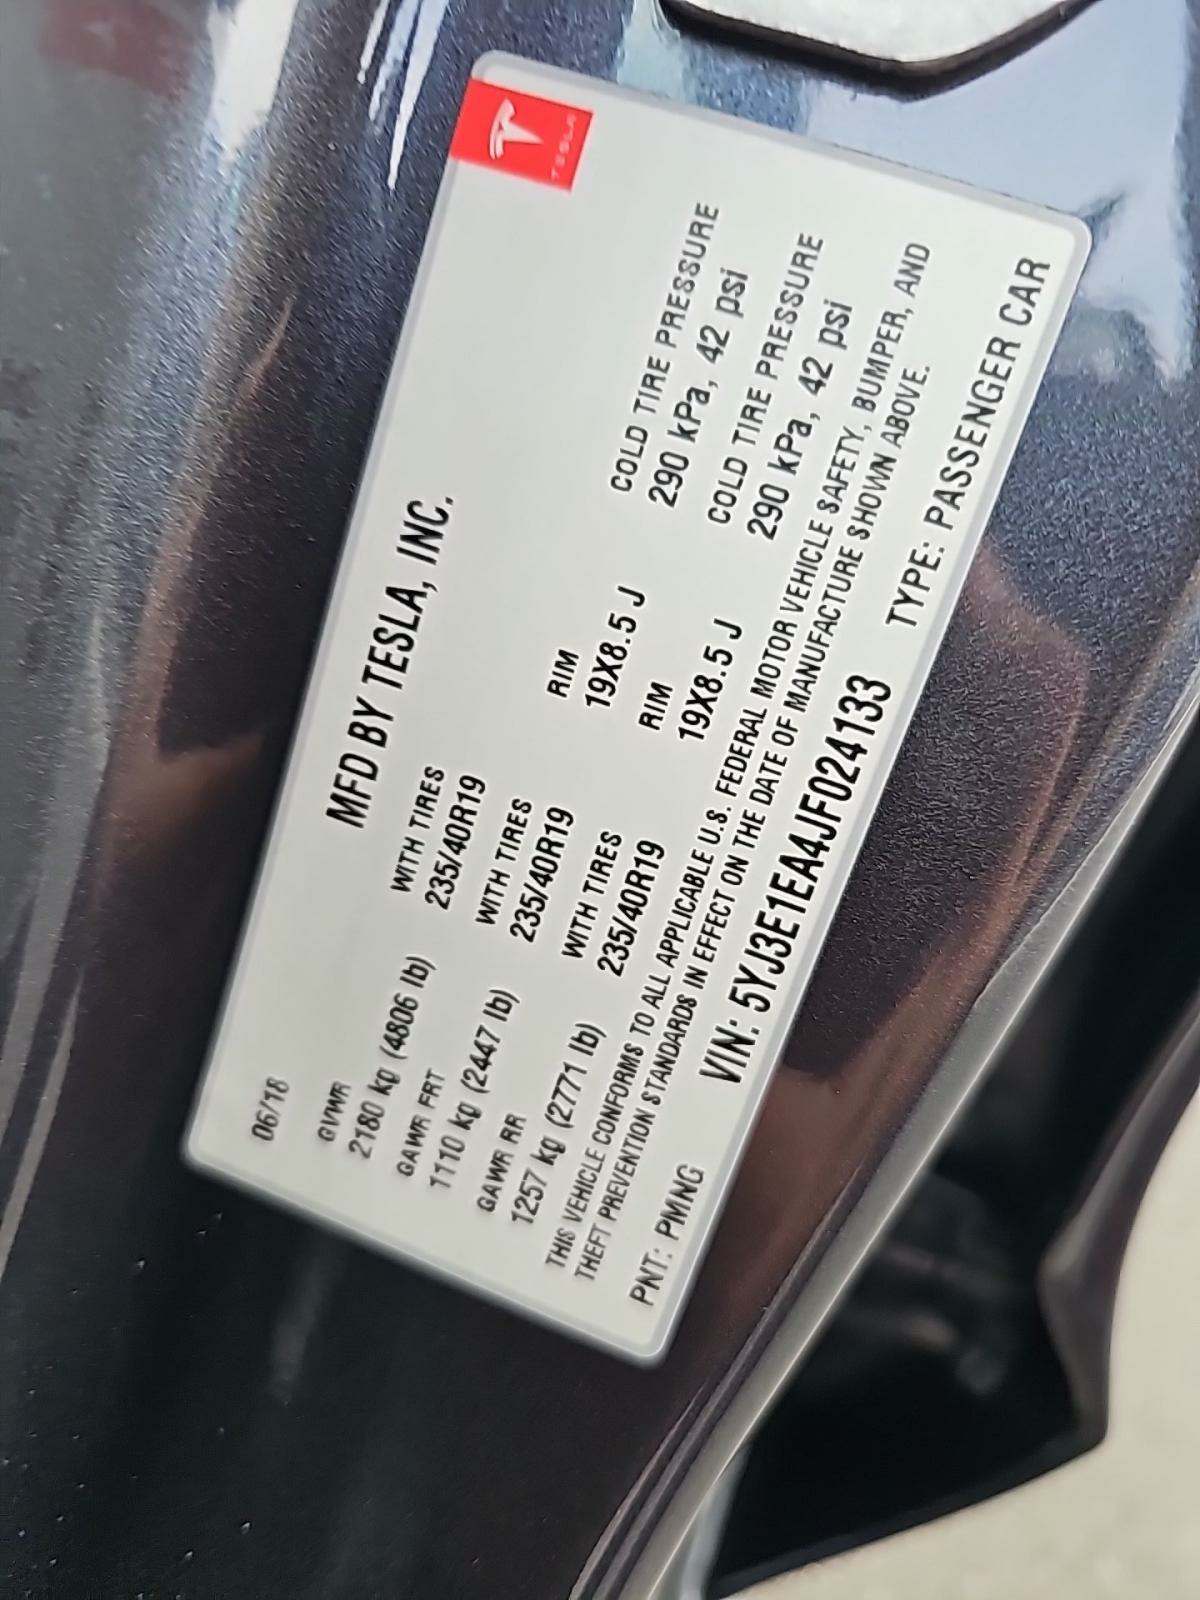 TESLA
06/18
MFD BY TESLA, INC.
GVWR
2180 kg (4806 lb)
WITH TIRES
235/40R19
GAWR FRT
1110 kg (2447 lb)
WITH TIRES
235/40R19
RIM
19X8.5 J
COLD TIRE PRESSURE
290 kPa, 42 psi
GAWR RR
1257 kg (2771 lb)
WITH TIRES
235/40R19
RIM
19X8.5 J
COLD TIRE PRESSURE
290 kPa, 42 psi
THIS VEHICLE CONFORMS TO ALL APPLICABLE U.S. FEDERAL MOTOR VEHICLE SAFETY, BUMPER, AND
THEFT PREVENTION STANDARDS IN EFFECT ON THE DATE OF MANUFACTURE SHOWN ABOVE.
PNT: PMNG VIN: 5YJ3E1EA4JF024133 TYPE: PASSENGER CAR